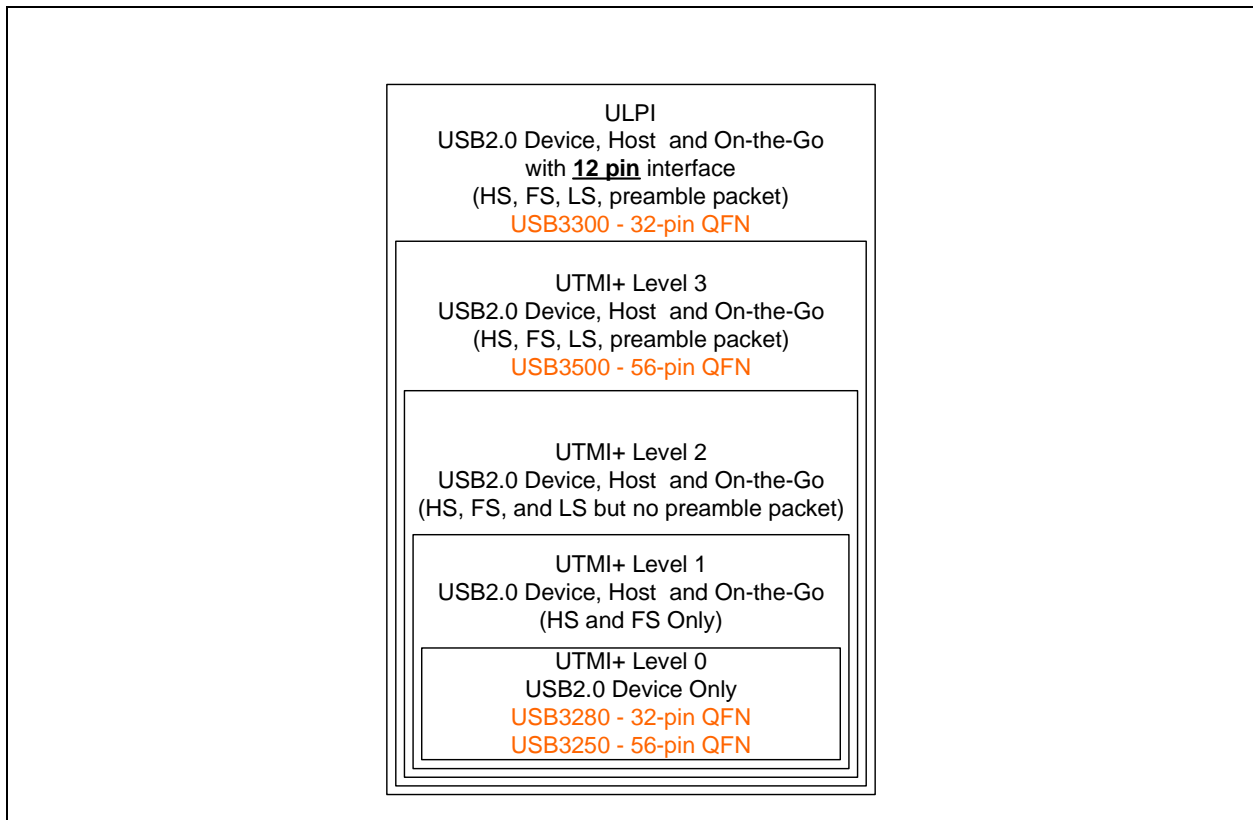 ULPI
USB2.0 Device, Host and On-the-Go
with 12 pin interface
(HS, FS, LS, preamble packet)
USB3300 - 32-pin QFN
UTMI+ Level 3
USB2.0 Device, Host and On-the-Go
(HS, FS, LS, preamble packet)
USB3500 - 56-pin QFN
UTMI+ Level 2
USB2.0 Device, Host and On-the-Go
(HS, FS, and LS but no preamble packet)
UTMI+ Level 1
USB2.0 Device, Host and On-the-Go
(HS and FS Only)
UTMI+ Level 0
USB2.0 Device Only
USB3280 - 32-pin QFN
USB3250 - 56-pin QFN